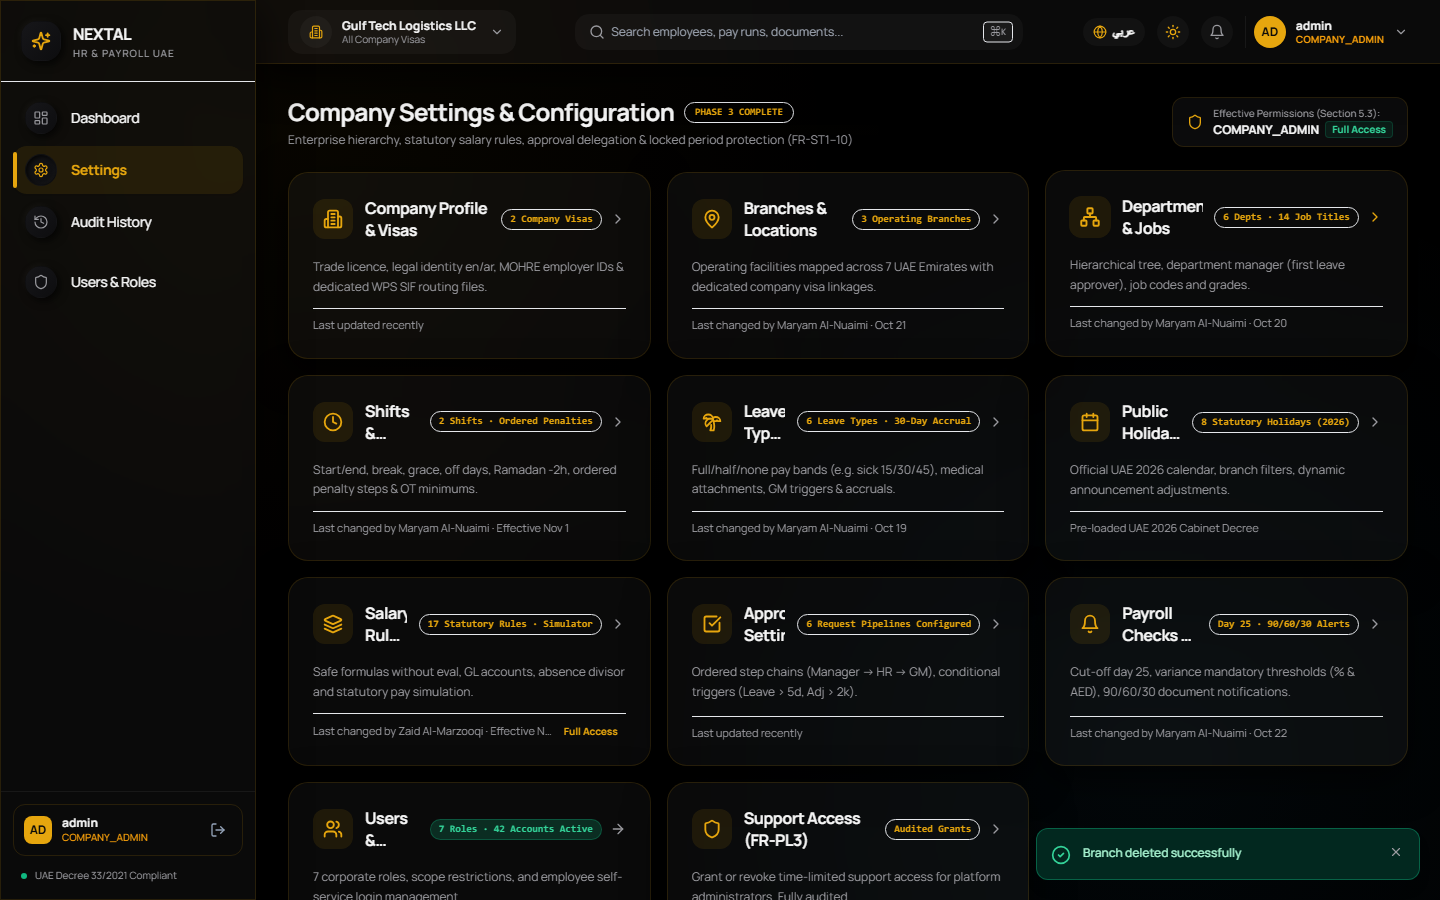 NEXTAL
HR & PAYROLL UAE
Dashboard
Settings
Audit History
Users & Roles
AD
admin
COMPANY_ADMIN
UAE Decree 33/2021 Compliant
Gulf Tech Logistics LLC
All Company Visas
Search employees, pay runs, documents...
⌘K
عربي
AD
admin
COMPANY_ADMIN
Company Settings & Configuration
PHASE 3 COMPLETE
Enterprise hierarchy, statutory salary rules, approval delegation & locked period protection (FR-ST1–10)
Effective Permissions (Section 5.3):
COMPANY_ADMIN Full Access
Company Profile
& Visas
2 Company Visas
Trade licence, legal identity en/ar, MOHRE employer IDs &
dedicated WPS SIF routing files.
Last updated recently
Branches &
Locations
3 Operating Branches
Operating facilities mapped across 7 UAE Emirates with
dedicated company visa linkages.
Last changed by Maryam Al-Nuaimi · Oct 21
Departmen
& Jobs
6 Depts · 14 Job Titles
Hierarchical tree, department manager (first leave
approver), job codes and grades.
Last changed by Maryam Al-Nuaimi · Oct 20
Shifts
&...
2 Shifts · Ordered Penalties
Start/end, break, grace, off days, Ramadan -2h, ordered
penalty steps & OT minimums.
Last changed by Maryam Al-Nuaimi · Effective Nov 1
Leave
Typ...
6 Leave Types · 30-Day Accrual
Full/half/none pay bands (e.g. sick 15/30/45), medical
attachments, GM triggers & accruals.
Last changed by Maryam Al-Nuaimi · Oct 19
Public
Holida...
8 Statutory Holidays (2026)
Official UAE 2026 calendar, branch filters, dynamic
announcement adjustments.
Pre-loaded UAE 2026 Cabinet Decree
Salary
Rul...
17 Statutory Rules · Simulator
Safe formulas without eval, GL accounts, absence divisor
and statutory pay simulation.
Last changed by Zaid Al-Marzooqi · Effective N...
Full Access
Appro
Settin
6 Request Pipelines Configured
Ordered step chains (Manager → HR → GM), conditional
triggers (Leave > 5d, Adj > 2k).
Last updated recently
Payroll
Checks ...
Day 25 · 90/60/30 Alerts
Cut-off day 25, variance mandatory thresholds (% &
AED), 90/60/30 document notifications.
Last changed by Maryam Al-Nuaimi · Oct 22
Users
&...
7 Roles · 42 Accounts Active
7 corporate roles, scope restrictions, and employee self-
service login management.
Support Access
(FR-PL3)
Audited Grants
Grant or revoke time-limited support access for platform
administrators. Fully audited.
Branch deleted successfully